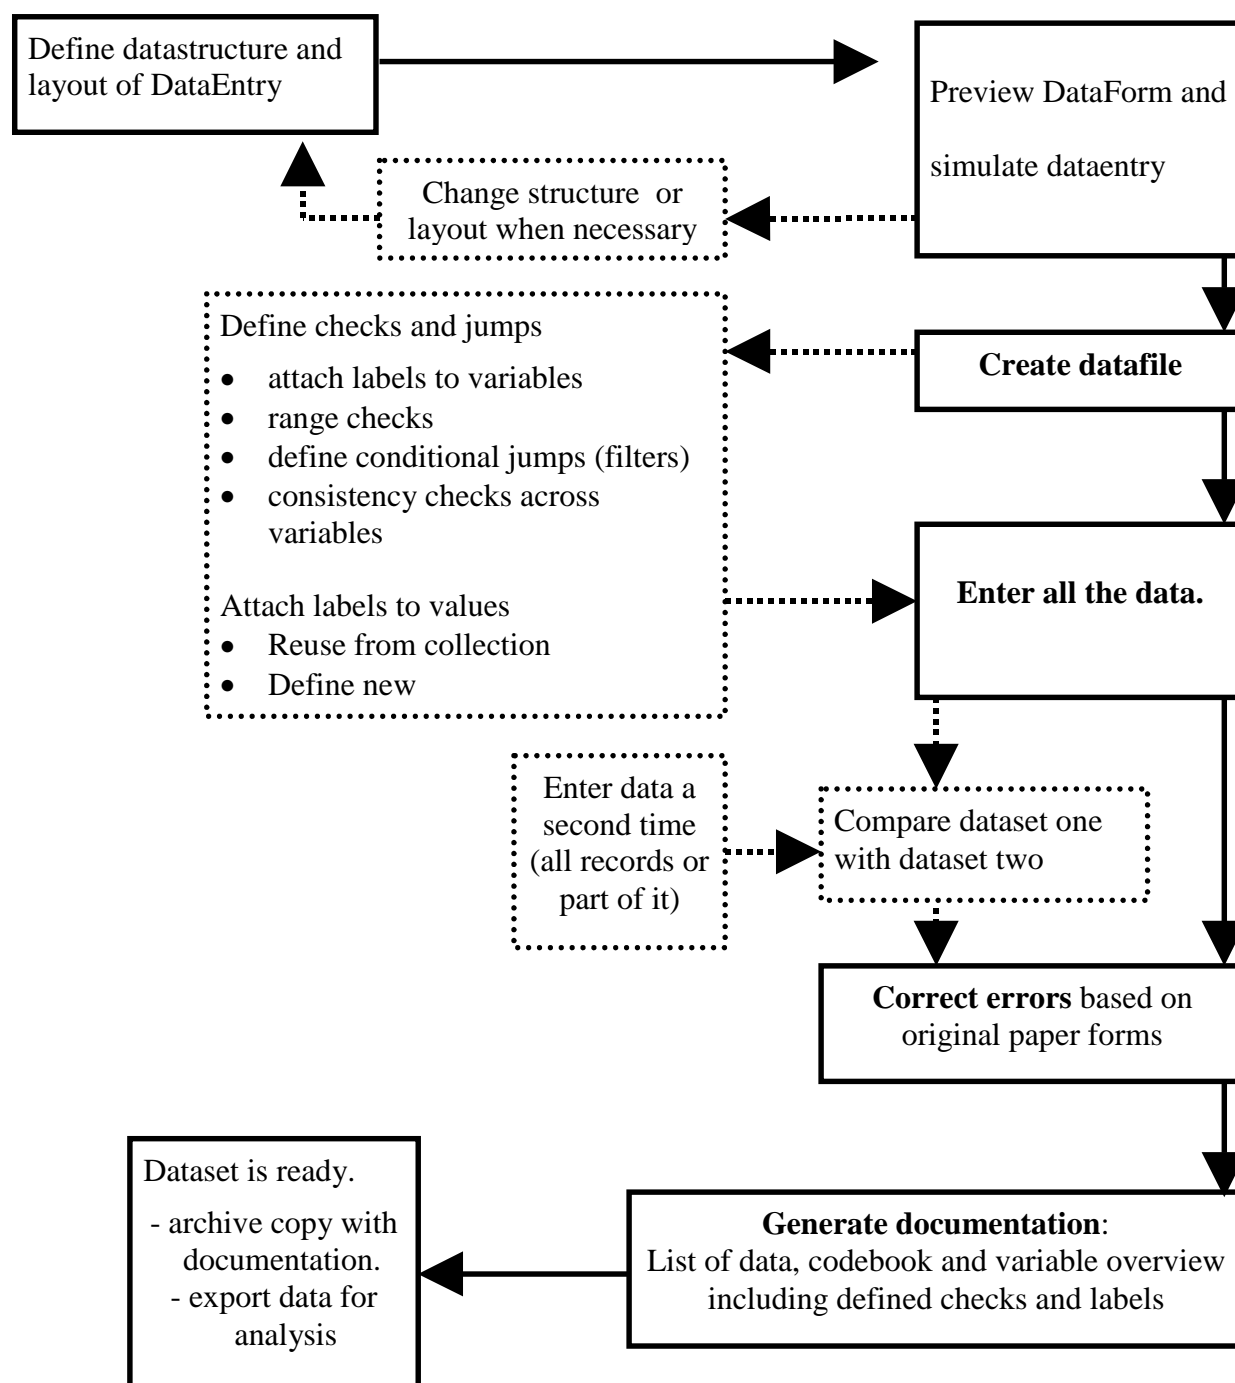 Define datastructure and
layout of DataEntry
Preview DataForm and
simulate dataentry
Change structure  or
layout when necessary
Define checks and jumps
• attach labels to variables
• range checks
• define conditional jumps (filters)
• consistency checks across
variables
Attach labels to values
• Reuse from collection
• Define new
Create datafile
Enter all the data.
Enter data a
second time
(all records or
part of it)
Compare dataset one
with dataset two
Correct errors based on
original paper forms
Generate documentation:
List of data, codebook and variable overview
including defined checks and labels
Dataset is ready.
- archive copy with
documentation.
- export data for
analysis